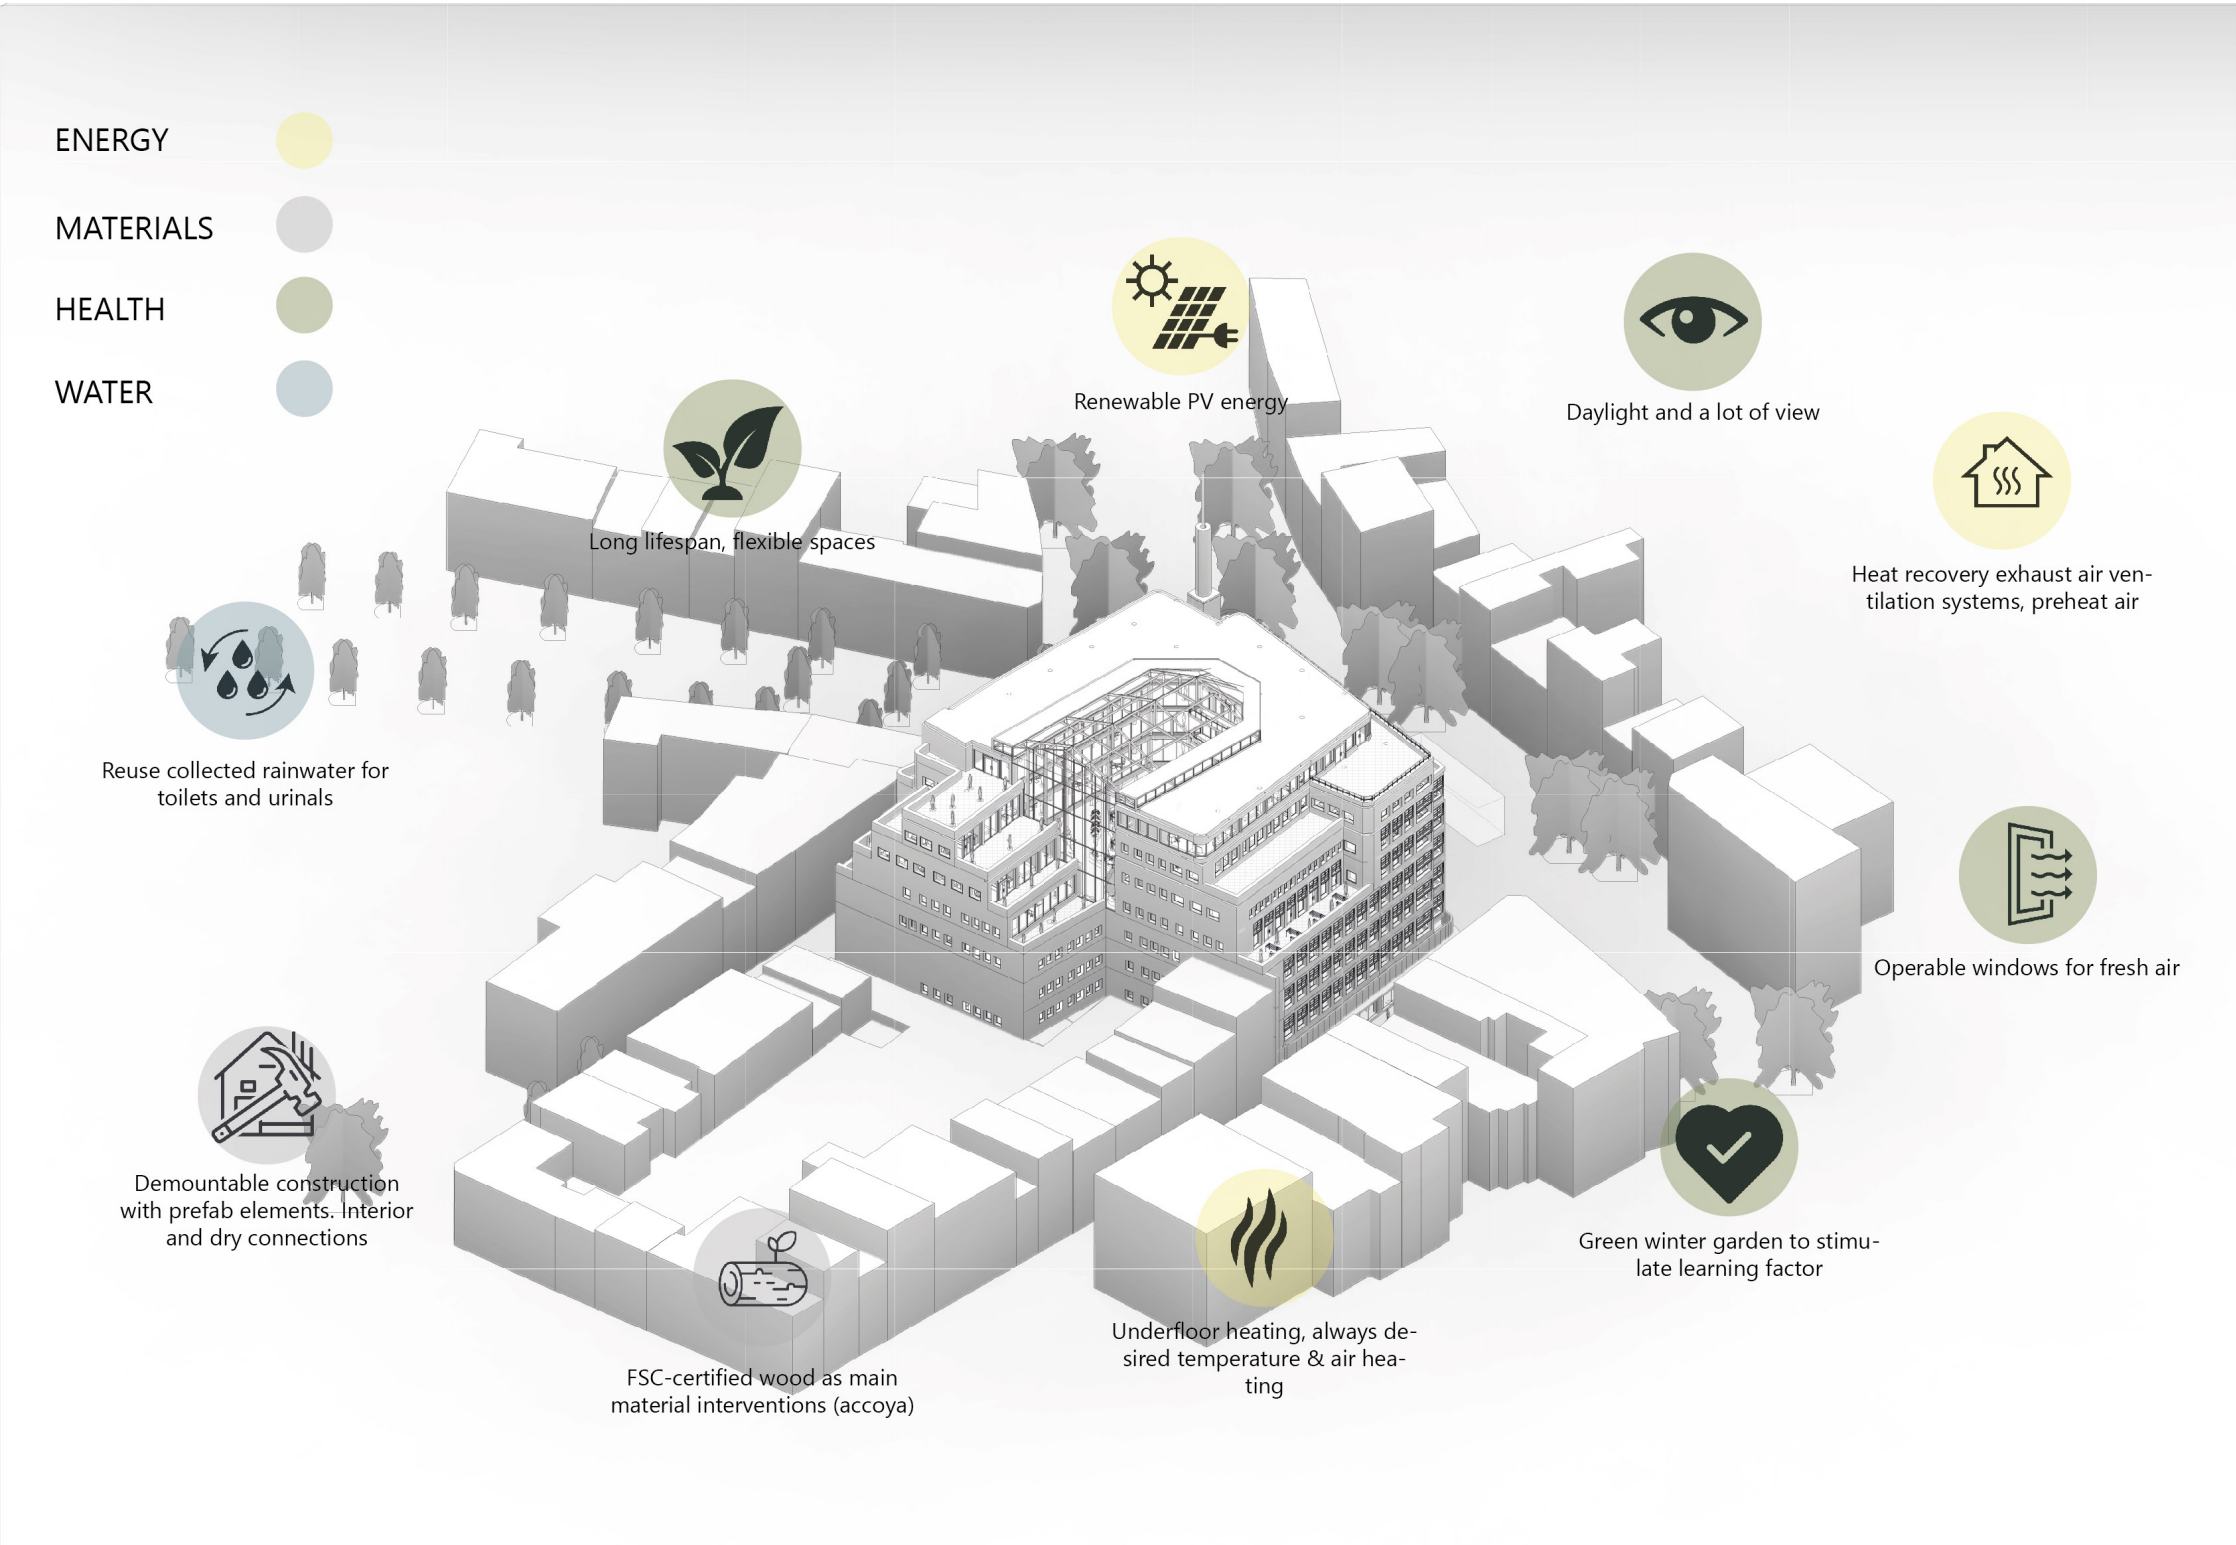 ENERGY
MATERIALS
HEALTH
WATER
Renewable PV energy
Daylight and a lot of view
Long lifespan, flexible spaces
Heat recovery exhaust air ven-
tilation systems, preheat air
Reuse collected rainwater for
toilets and urinals
Operable windows for fresh air
Demountable construction
with prefab elements. Interior
and dry connections
Green winter garden to stimu-
late learning factor
Underfloor heating, always de-
sired temperature & air hea-
ting
FSC-certified wood as main
material interventions (accoya)